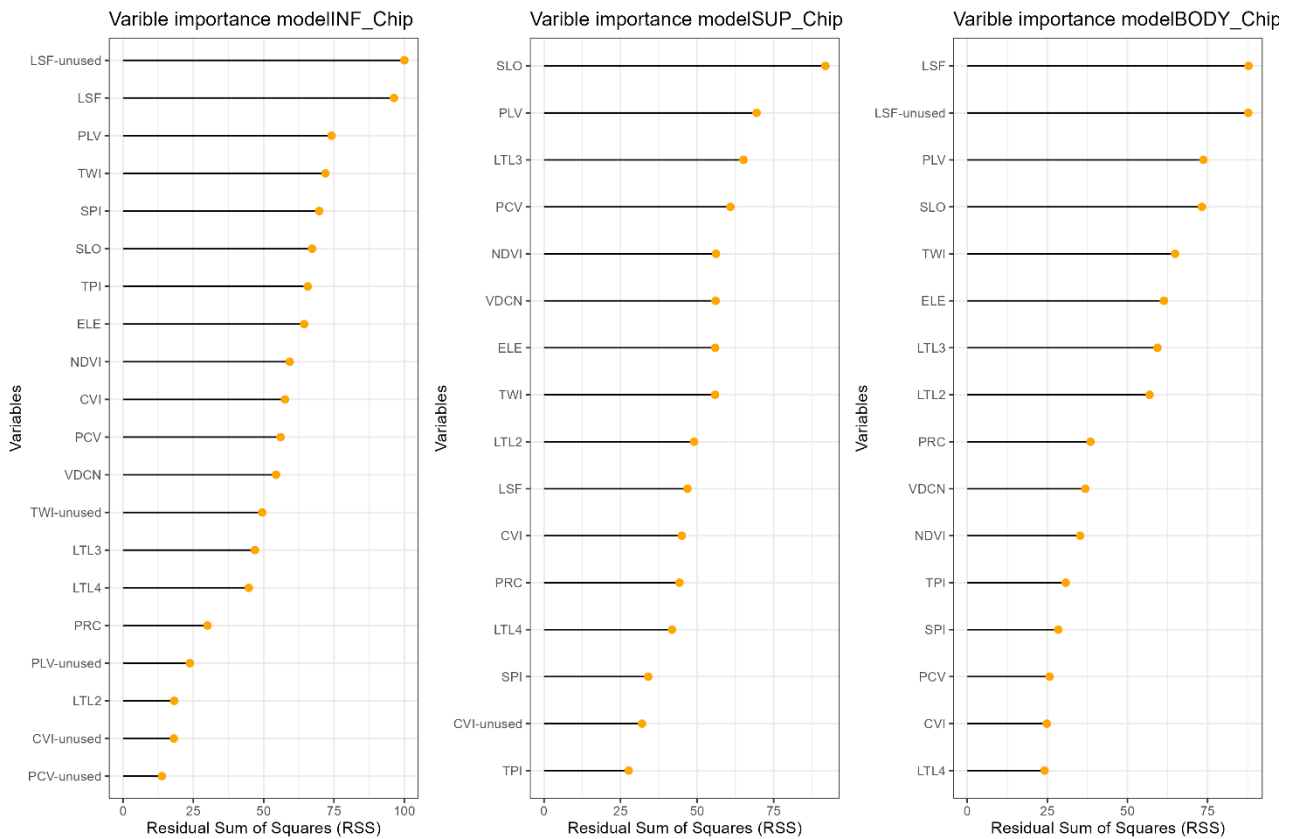 Varible importance modelINF_Chip
LSF-unused
LSF
PLV
TWI
SPI
SLO
TPI
ELE
NDVI
CVI
PCV
VDCN
TWI-unused
LTL3
LTL4
PRC
PLV-unused
LTL2
CVI-unused
PCV-unused
Variables
0 25 50 75 100
Residual Sum of Squares (RSS)
Varible importance modelSUP_Chip
SLO
PLV
LTL3
PCV
NDVI
VDCN
ELE
TWI
LTL2
LSF
CVI
PRC
LTL4
SPI
CVI-unused
TPI
Variables
0 25 50 75
Residual Sum of Squares (RSS)
Varible importance modelBODY_Chip
LSF
LSF-unused
PLV
SLO
TWI
ELE
LTL3
LTL2
PRC
VDCN
NDVI
TPI
SPI
PCV
CVI
LTL4
Variables
0 25 50 75
Residual Sum of Squares (RSS)